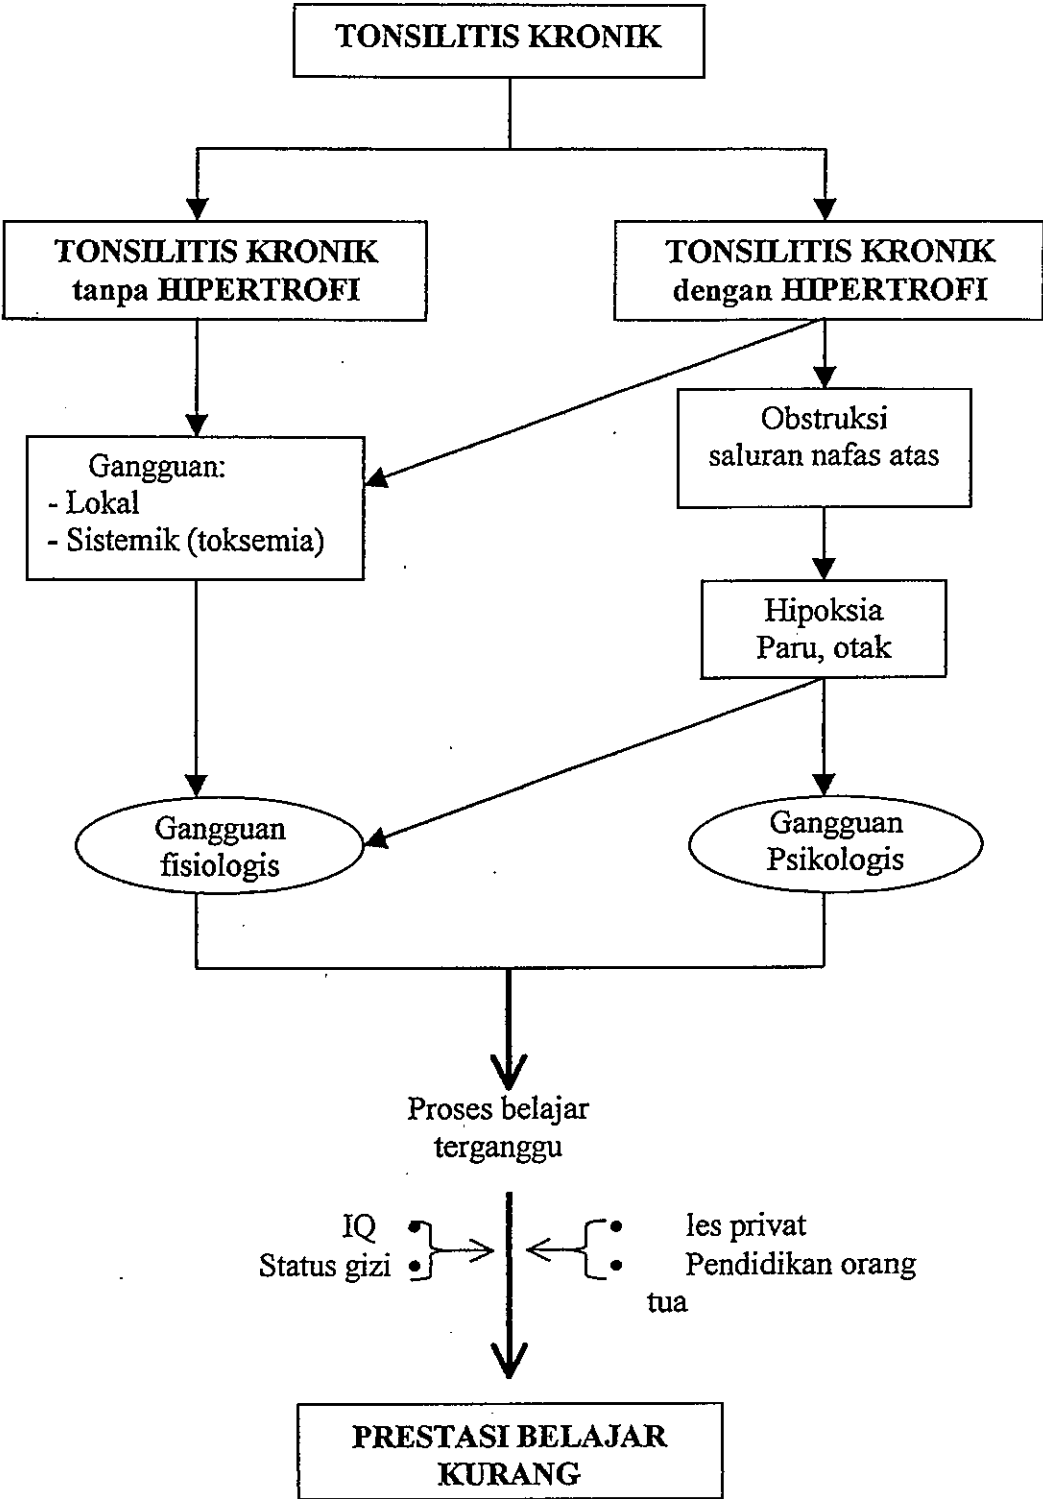 TONSILITIS KRONIK
TONSILITIS KRONIK
tanpa HIPERTROFI
TONSILITIS KRONIK
dengan HIPERTROFI
Obstruksi
saluran nafas atas
Gangguan:
- Lokal
- Sistemik (toksemia)
Hipoksia
Paru, otak
Gangguan
fisiologis
Gangguan
Psikologis
Proses belajar
terganggu
IQ •
Status gizi •
• les privat
• Pendidikan orang
tua
PRESTASI BELAJAR
KURANG